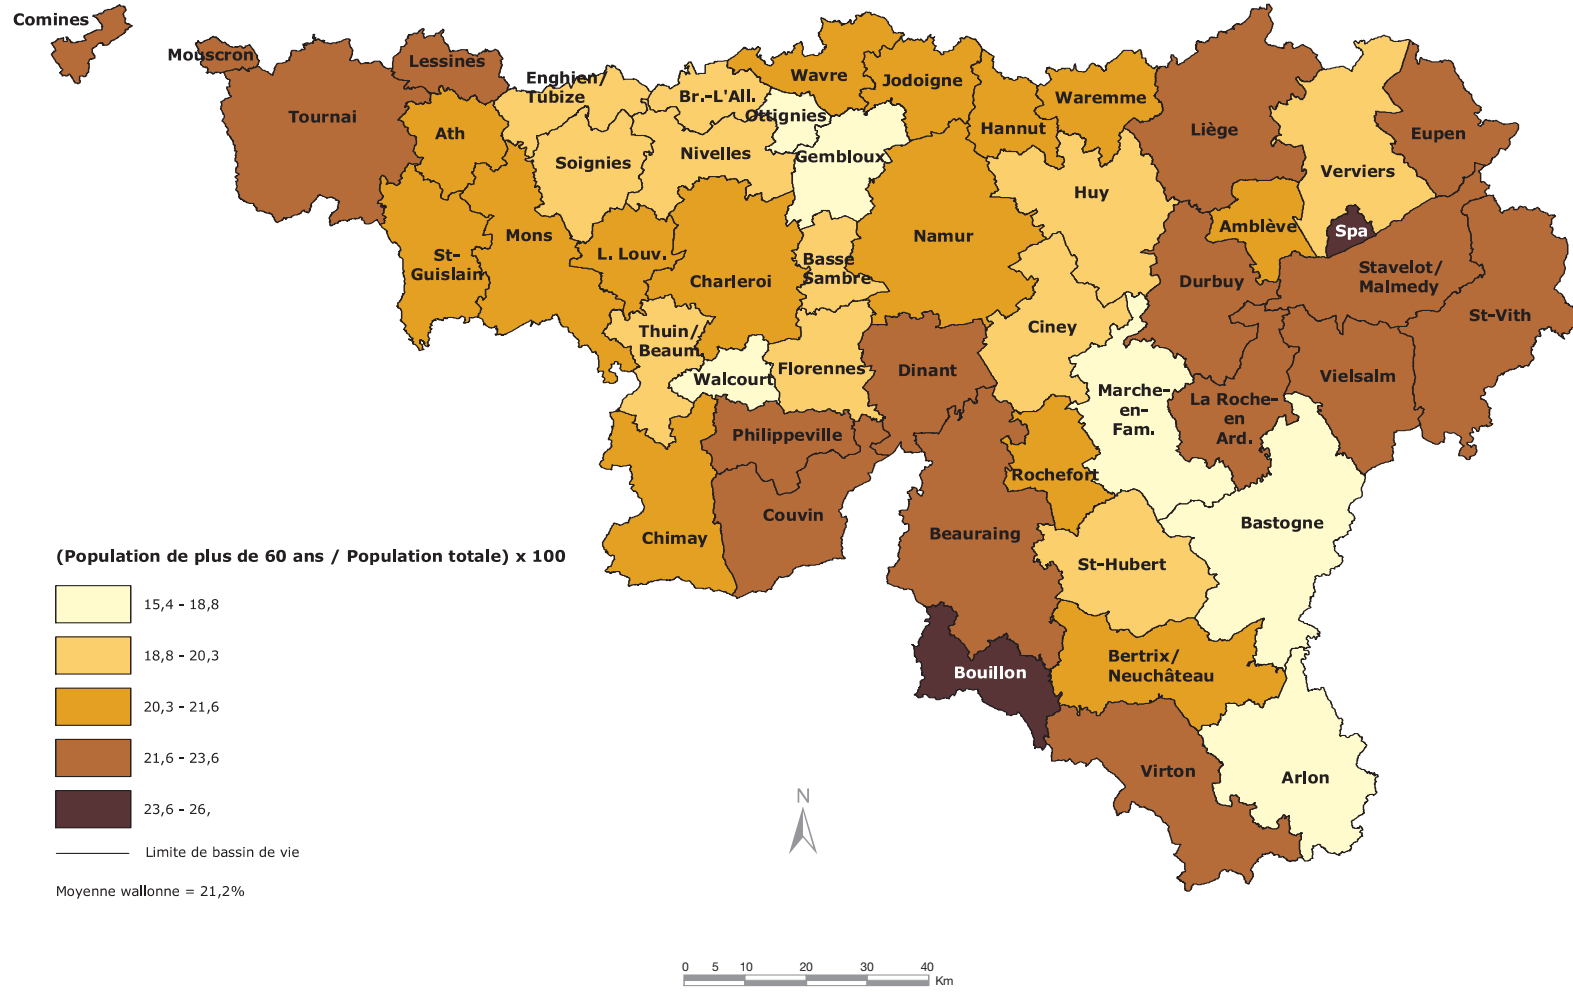 Comines
Mouscron
Lessines
Tournai
Enghien/
Tubize
Ath
Soignies
Br.-L'All.
Wavre
Ottignies
Jodoigne
Nivelles
Gembloux
Hannut
Waremme
Liège
Eupen
Verviers
Huy
Amblève
Spa
Mons
St-
Guislain
L. Louv.
Charleroi
Basse
Sambre
Namur
Durbuy
Stavelot/
Malmedy
St-Vith
Thuin/
Beaum.
Walcourt
Florennes
Dinant
Ciney
Marche-
en-
Fam.
La Roche-
en
Ard.
Vielsalm
Philippeville
Rochefort
Couvin
Chimay
Beauraing
Bastogne
St-Hubert
Bouillon
Bertrix/
Neuchâteau
Virton
Arlon
(Population de plus de 60 ans / Population totale) x 100
15,4 - 18,8
18,8 - 20,3
20,3 - 21,6
21,6 - 23,6
23,6 - 26,
Limite de bassin de vie
Moyenne wallonne = 21,2%
N
0 5 10 20 30 40
Km